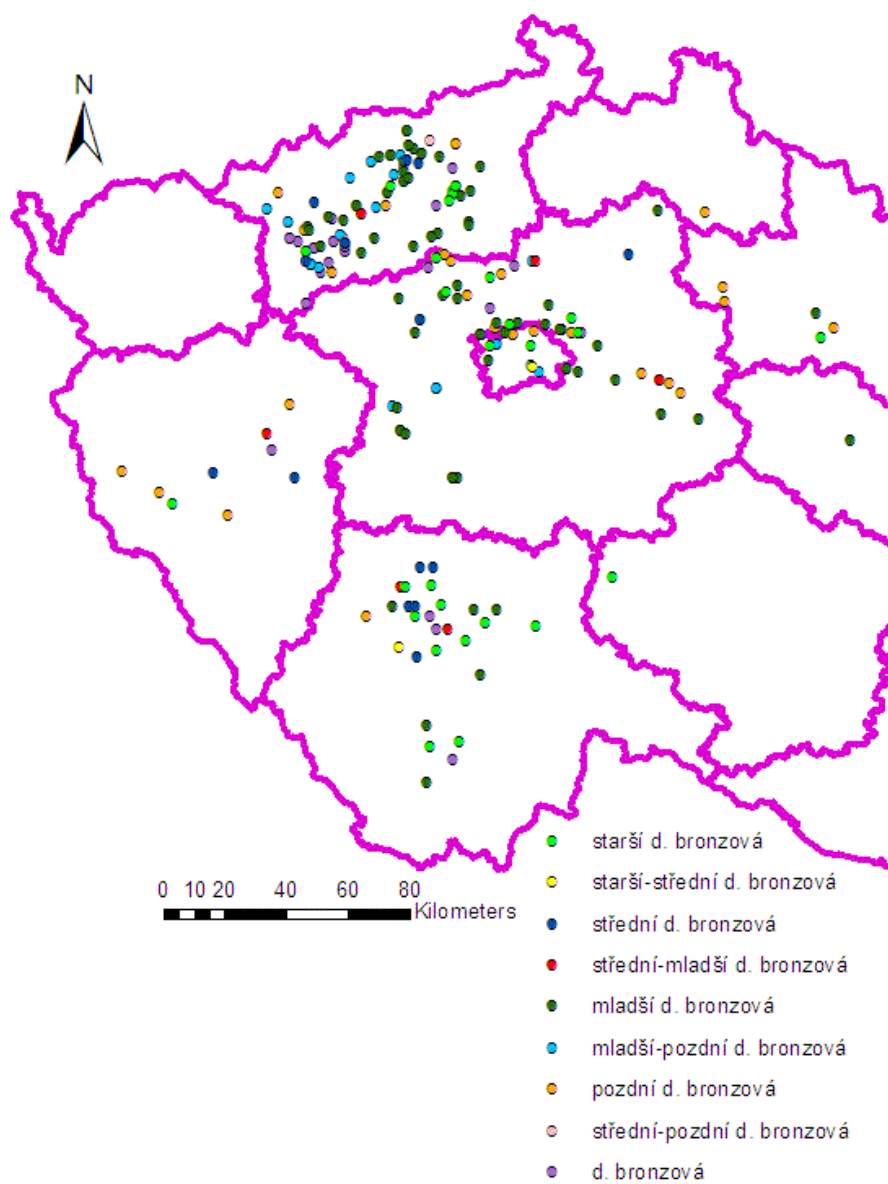 N
0 10 20 40 60 80
Kilometers
starší d. bronzová
starší-střední d. bronzová
střední d. bronzová
střední-mladší d. bronzová
mladší d. bronzová
mladší-pozdní d. bronzová
pozdní d. bronzová
střední-pozdní d. bronzová
d. bronzová